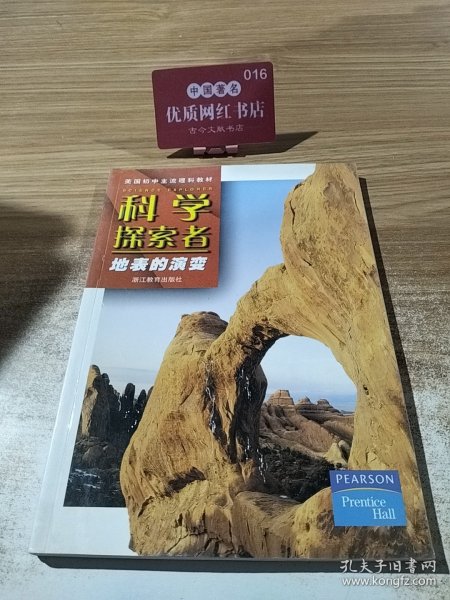 016
中国著名
优质网红书店
古今文献书店
美国初中主流理科教材
SCIENCE EXPLORER
科学
探索者
地表的演变
浙江教育出版社
PEARSON
Prentice
Hall
孔夫子旧书网
www.kongfz.com